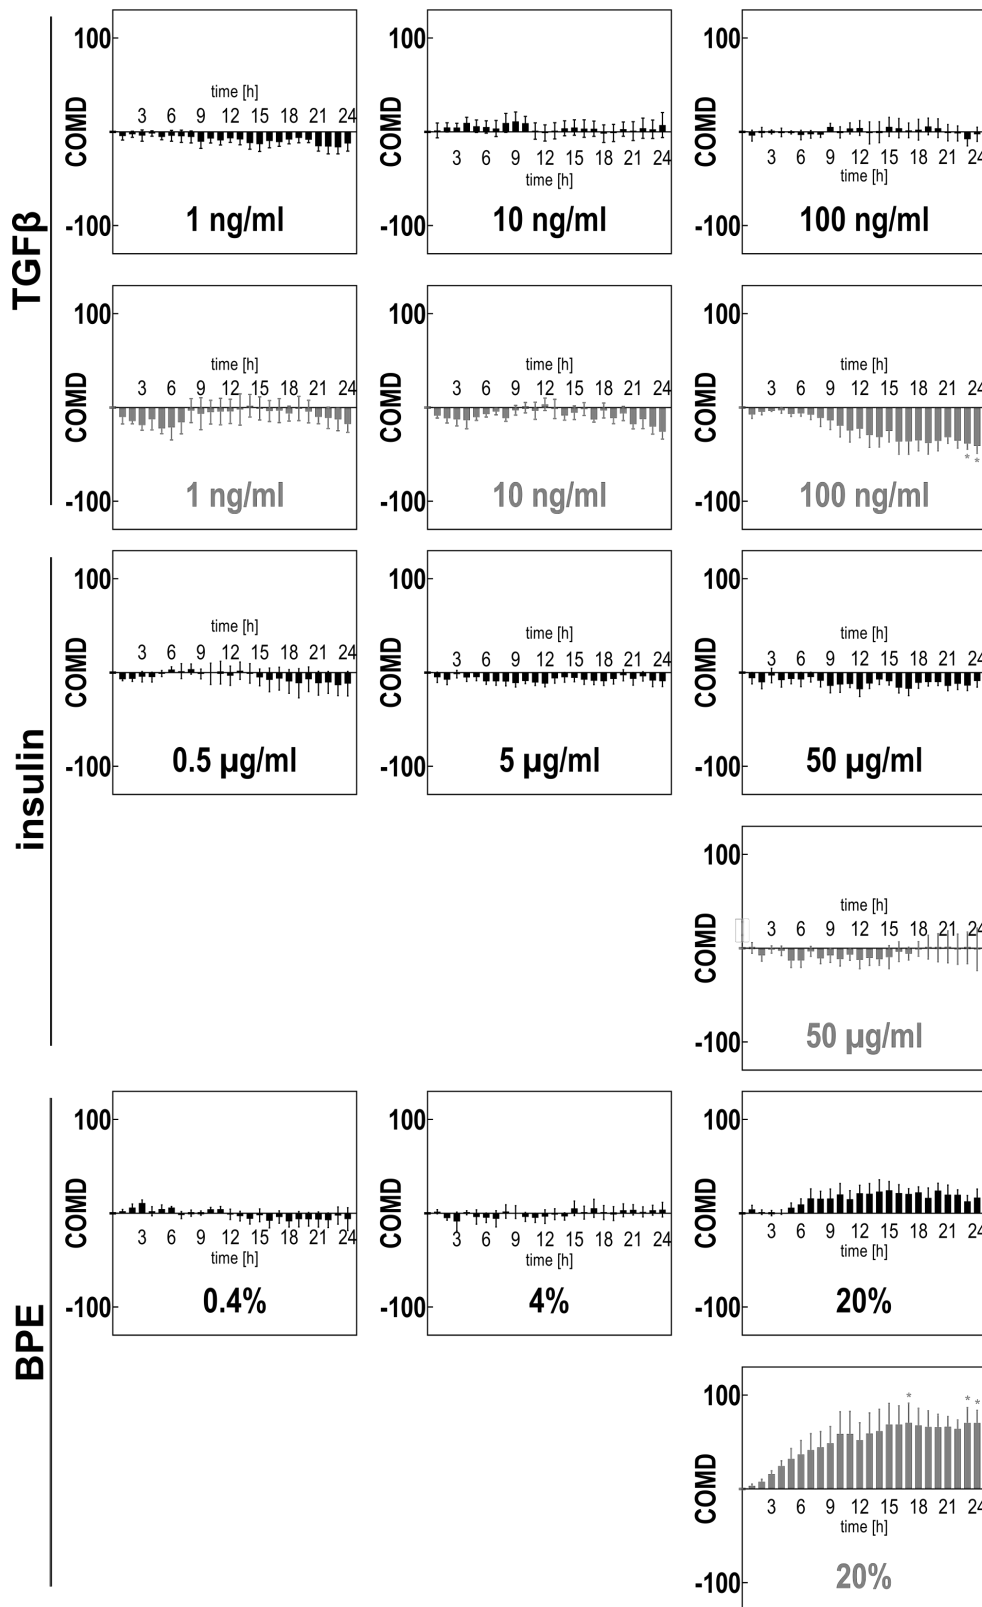 TGFβ
100
COMD
-100
time [h]
3 6 9 12 15 18 21 24
1 ng/ml
100
COMD
-100
3 6 9 12 15 18 21 24
time [h]
10 ng/ml
100
COMD
-100
3 6 9 12 15 18 21 24
time [h]
100 ng/ml
100
COMD
-100
time [h]
3 6 9 12 15 18 21 24
1 ng/ml
100
COMD
-100
time [h]
3 6 9 12 15 18 21 24
10 ng/ml
100
COMD
-100
time [h]
3 6 9 12 15 18 21 24
* *
100 ng/ml
insulin
100
COMD
-100
time [h]
3 6 9 12 15 18 21 24
0.5 µg/ml
100
COMD
-100
time [h]
3 6 9 12 15 18 21 24
5 µg/ml
100
COMD
-100
time [h]
3 6 9 12 15 18 21 24
50 µg/ml
100
COMD
-100
time [h]
3 6 9 12 15 18 21 24
50 µg/ml
BPE
100
COMD
-100
3 6 9 12 15 18 21 24
time [h]
0.4%
100
COMD
-100
3 6 9 12 15 18 21 24
time [h]
4%
100
COMD
-100
3 6 9 12 15 18 21 24
time [h]
20%
100
COMD
-100
* * *
3 6 9 12 15 18 21 24
time [h]
20%